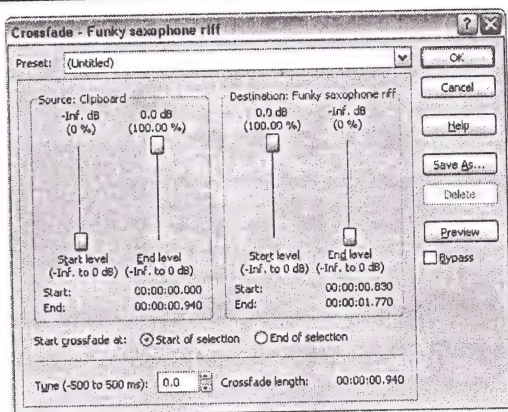 Crossfade - Funky saxophone riff
Preset: (Untitled)
OK
Cancel
Help
Save As...
Delete
Preview
Bypass
Source: Clipboard
-Inf. dB 0.0 dB
(0 %) (100.00 %)
Start level End level
(-Inf. to 0 dB) (-Inf. to 0 dB)
Start: 00:00:00.000
End: 00:00:00.940
Destination: Funky saxophone riff
0.0 dB -Inf. dB
(100.00 %) (0 %)
Start level End level
(-Inf. to 0 dB) (-Inf. to 0 dB)
Start: 00:00:00.830
End: 00:00:01.770
Start crossfade at: Start of selection End of selection
Tune (-500 to 500 ms): 0.0 Crossfade length: 00:00:00.940